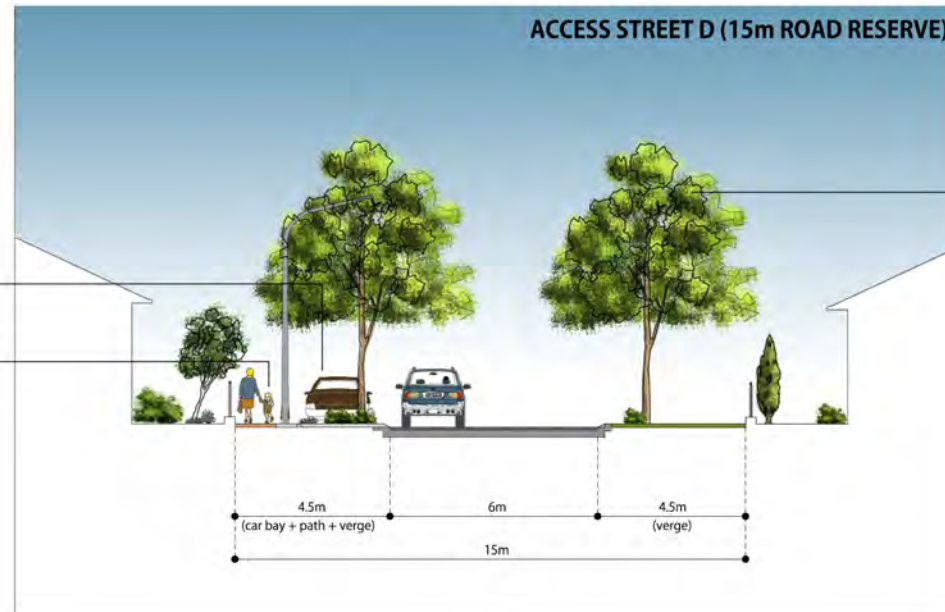 ACCESS STREET D (15m ROAD RESERVE)
4.5m
(car bay + path + verge)
6m
4.5m
(verge)
15m